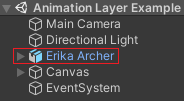 Animation Layer Example
Main Camera
Directional Light
Erika Archer
Canvas
EventSystem